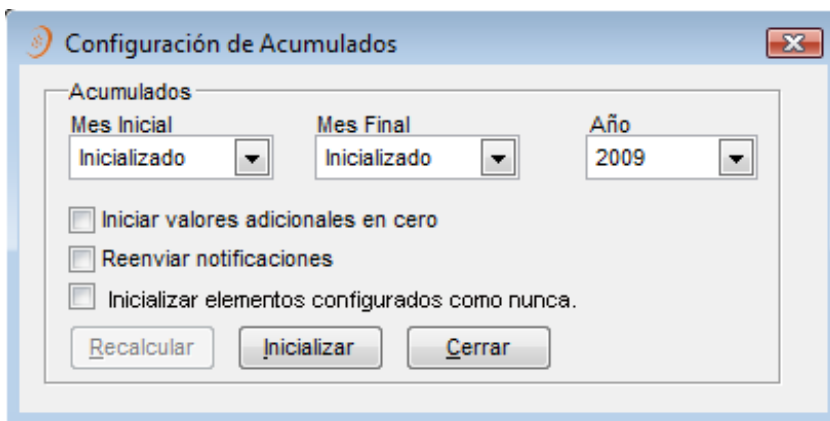 Configuración de Acumulados
Acumulados
Mes Inicial Mes Final Año
Inicializado Inicializado 2009
Iniciar valores adicionales en cero
Reenviar notificaciones
Inicializar elementos configurados como nunca.
Recalcular Inicializar Cerrar